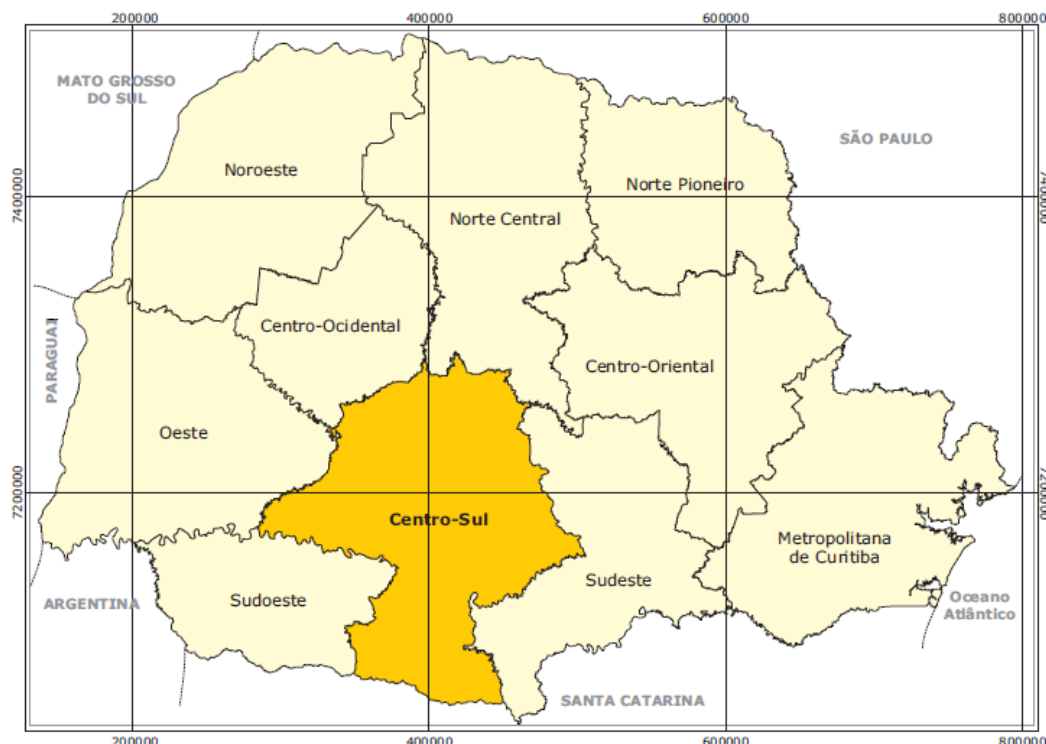 200000
400000
600000
800000
MATO GROSSO
DO SUL
SÃO PAULO
Noroeste
Norte Pioneiro
7400000
7400000
Norte Central
Centro-Ocidental
PARAGUAI
Centro-Oriental
Oeste
7200000
7200000
Centro-Sul
Metropolitana
de Curitiba
Sudeste
Sudoeste
ARGENTINA
Oceano
Atlântico
SANTA CATARINA
200000
400000
600000
800000